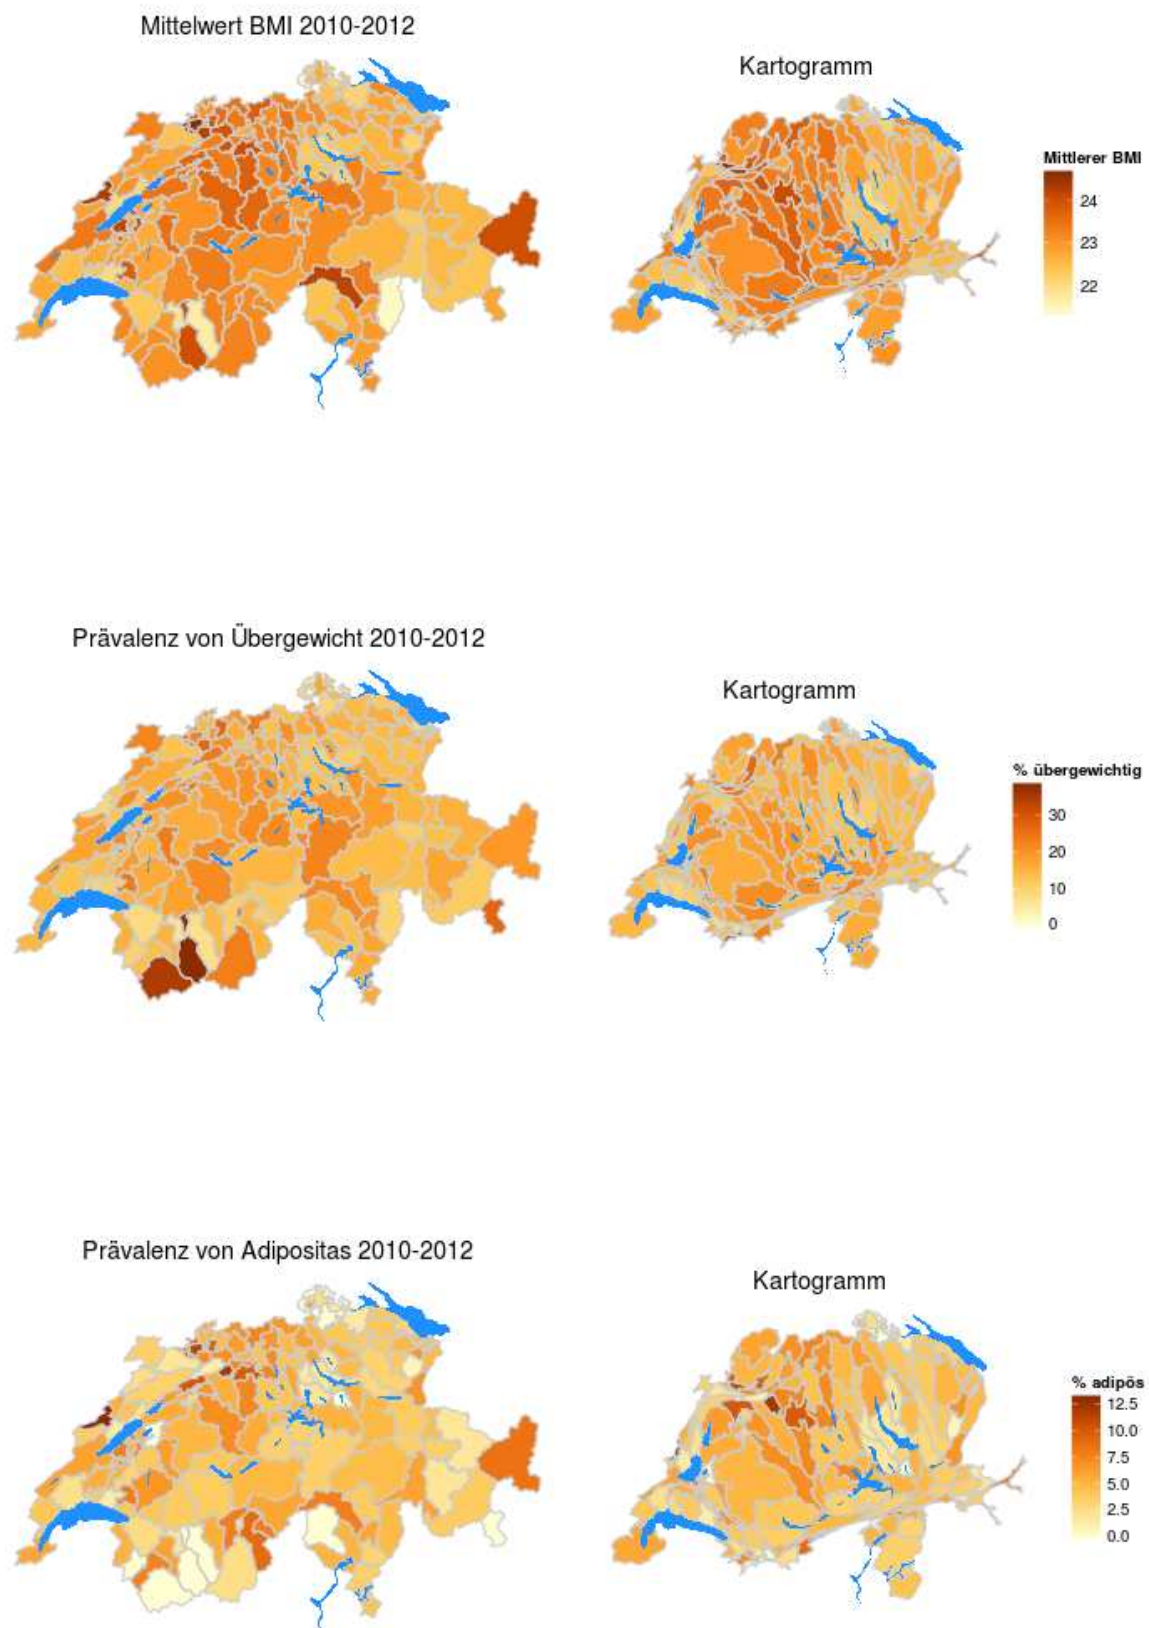 Mittelwert BMI 2010-2012
Kartogramm
Mittlerer BMI
24
23
22
Prävalenz von Übergewicht 2010-2012
Kartogramm
% übergewichtig
30
20
10
0
Prävalenz von Adipositas 2010-2012
Kartogramm
% adipös
12.5
10.0
7.5
5.0
2.5
0.0